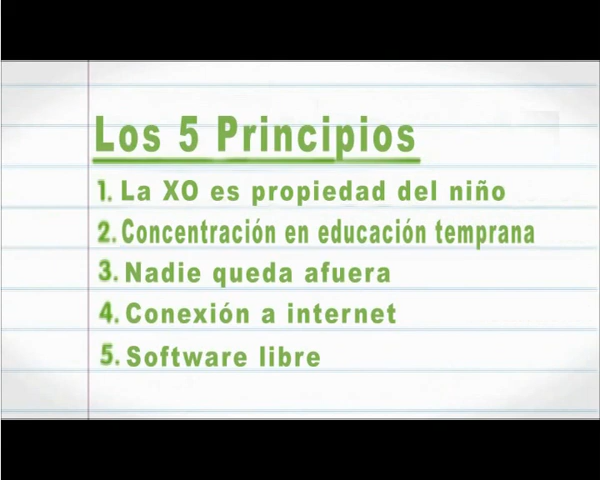 Los 5 Principios
1. La XO es propiedad del niño
2. Concentración en educación temprana
3. Nadie queda afuera
4. Conexión a internet
5. Software libre